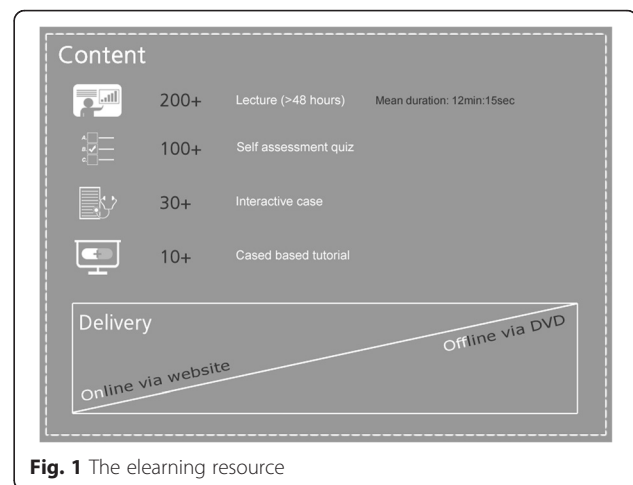 Content
200+ Lecture (>48 hours) Mean duration: 12min:15sec
A.
B.
C.
100+ Self assessment quiz
30+ Interactive case
10+ Cased based tutorial
Delivery
Offline via DVD
Online via website
Fig. 1 The elearning resource